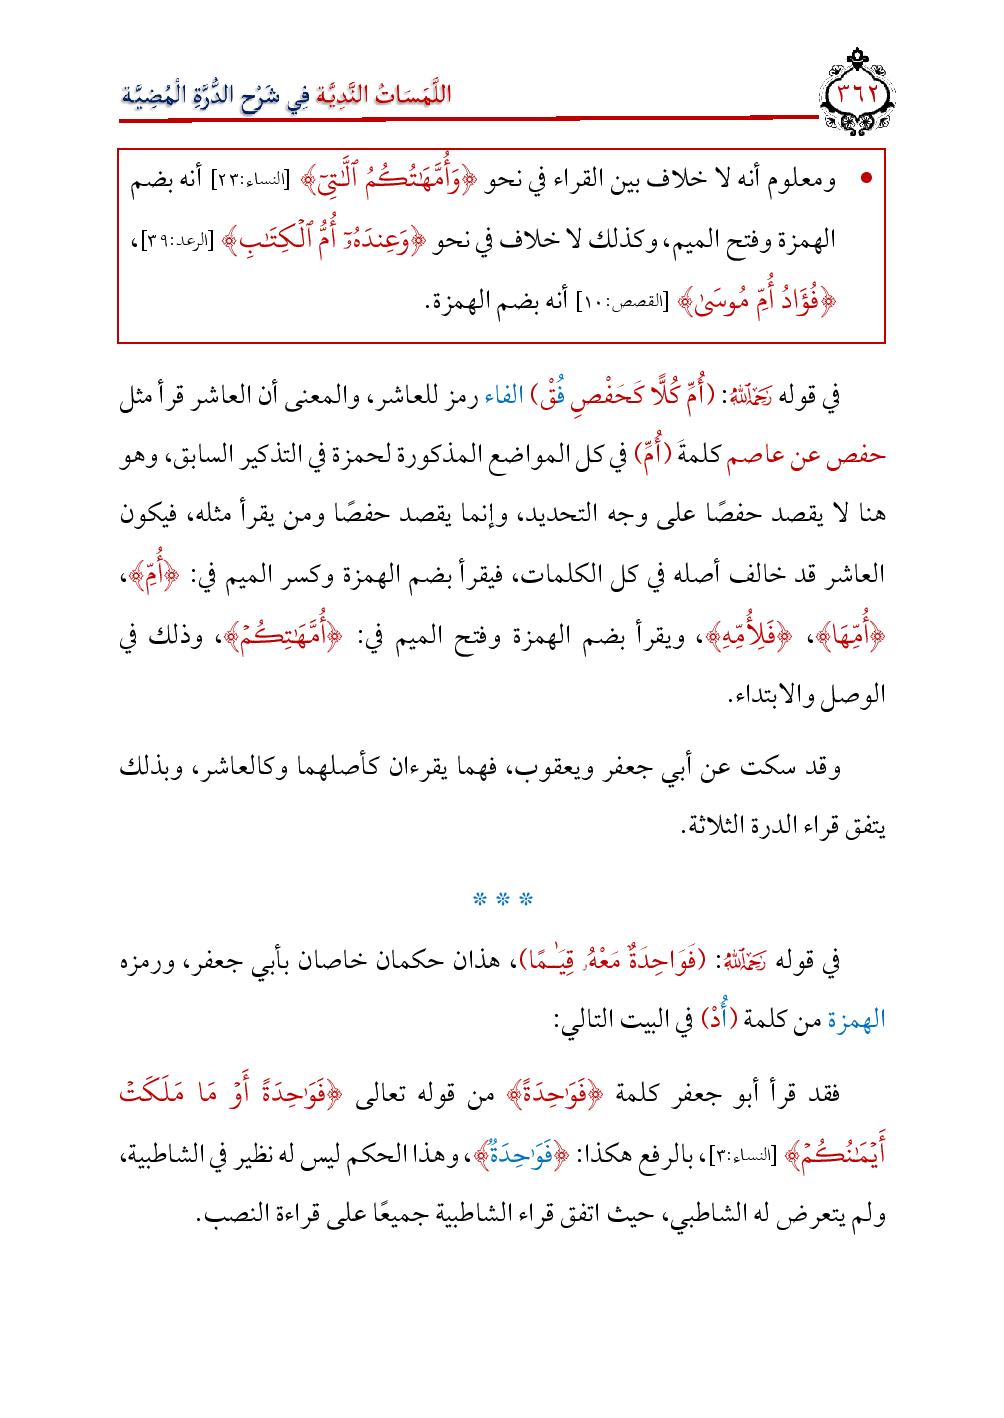 ٣٦٢
اللَّمَسَاتُ النَّدِيَّة فِي شَرْحِ الدُّرَّةِ الْمُضِيَّة
• ومعلوم أنه لا خلاف بين القراء في نحو ﴿وَأُمَّهَٰتُكُمُ ٱلَّٰتِىٓ﴾ [النساء:٢٣] أنه بضم
الهمزة وفتح الميم، وكذلك لا خلاف في نحو ﴿وَعِندَهُۥٓ أُمُّ ٱلْكِتَٰبِ﴾ [الرعد:٣٩]،
﴿فُؤَادُ أُمِّ مُوسَىٰ﴾ [القصص:١٠] أنه بضم الهمزة.
في قوله رَحِمَهُ ٱللَّهُ: (أُمِّ كُلًّا كَحَفْصٍ فُقْ) الفاء رمز للعاشر، والمعنى أن العاشر قرأ مثل
حفص عن عاصم كلمةَ (أُمِّ) في كل المواضع المذكورة لحمزة في التذكير السابق، وهو
هنا لا يقصد حفصًا على وجه التحديد، وإنما يقصد حفصًا ومن يقرأ مثله، فيكون
العاشر قد خالف أصله في كل الكلمات، فيقرأ بضم الهمزة وكسر الميم في: ﴿أُمِّ﴾،
﴿أُمِّهَا﴾، ﴿فَلِأُمِّهِ﴾، ويقرأ بضم الهمزة وفتح الميم في: ﴿أُمَّهَٰتِكُمْ﴾، وذلك في
الوصل والابتداء.
وقد سكت عن أبي جعفر ويعقوب، فهما يقرءان كأصلهما وكالعاشر، وبذلك
يتفق قراء الدرة الثلاثة.
* * *
في قوله رَحِمَهُ ٱللَّهُ: (فَوَاحِدَةٌ مَعْهُۥ قِيَٰمًا)، هذان حكمان خاصان بأبي جعفر، ورمزه
الهمزة من كلمة (أُدْ) في البيت التالي:
فقد قرأ أبو جعفر كلمة ﴿فَوَٰحِدَةً﴾ من قوله تعالى ﴿فَوَٰحِدَةً أَوْ مَا مَلَكَتْ
أَيْمَٰنُكُمْ﴾ [النساء:٣]، بالرفع هكذا: ﴿فَوَٰحِدَةٌ﴾، وهذا الحكم ليس له نظير في الشاطبية،
ولم يتعرض له الشاطبي، حيث اتفق قراء الشاطبية جميعًا على قراءة النصب.